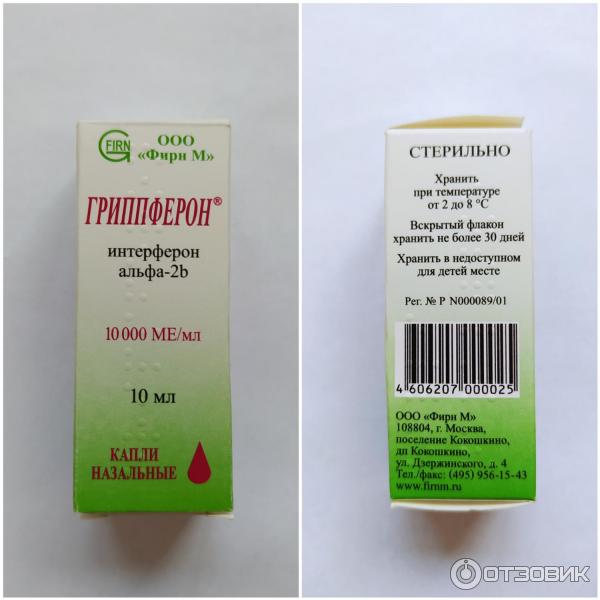 FIRN
ООО
«Фирн М»
ГРИППФЕРОН®
интерферон
альфа-2b
10 000 МЕ/мл
10 мл
КАПЛИ
НАЗАЛЬНЫЕ
СТЕРИЛЬНО
Хранить
при температуре
от 2 до 8 °С
Вскрытый флакон
хранить не более 30 дней
Хранить в недоступном
для детей месте
Рег. № Р N000089/01
4 606207 000025
ООО «Фирн М»
108804, г. Москва,
поселение Кокошкино,
дп Кокошкино,
ул. Дзержинского, д. 4
Тел./факс: (495) 956-15-43
www.firnm.ru
ОТЗОВИК